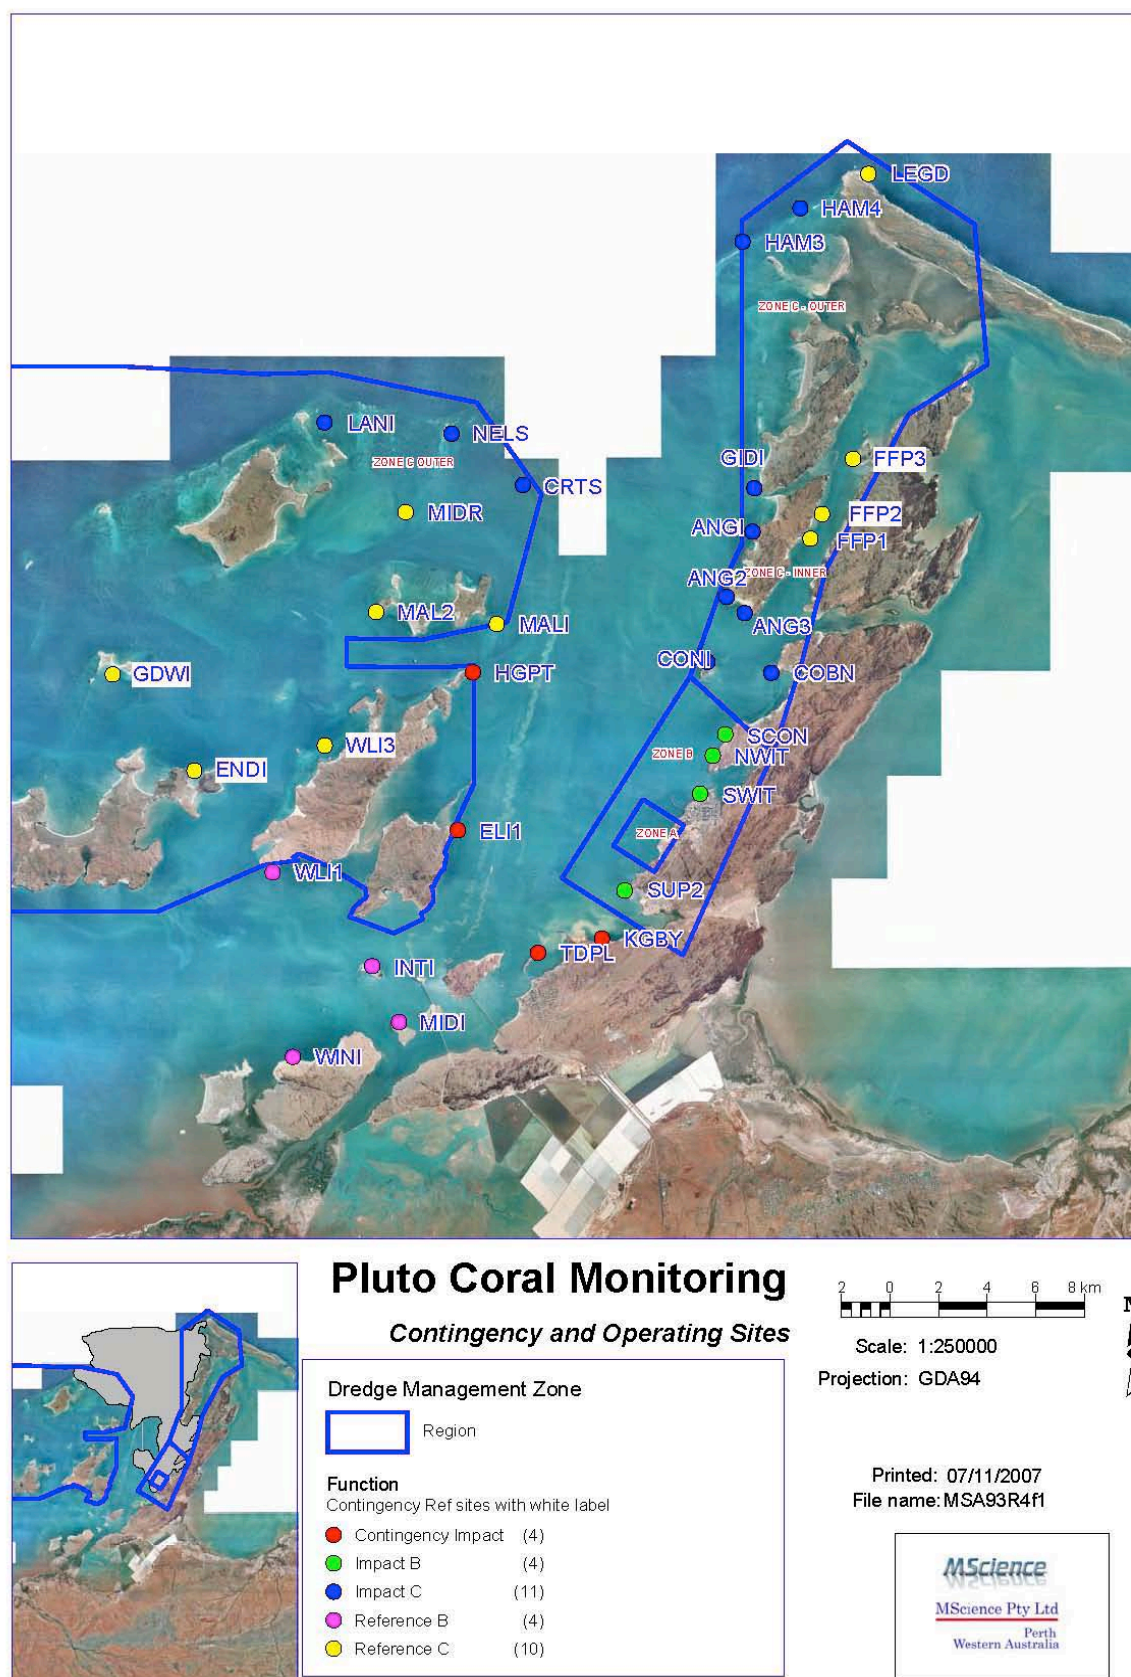 LEGD
HAM4
HAM3
ZONE C - OUTER
LANI
NELS
ZONE C OUTER
GIDI
FFP3
CRTS
MIDR
FFP2
ANGI
FFP1
ZONE C - INNER
ANG2
MAL2
MALI
ANG3
CONI
GDWI
HGPT
COBN
SCON
WLI3
ZONE B
NWIT
ENDI
SWIT
ELI1
ZONE A
WLI1
SUP2
KGBY
TDPL
INTI
MIDI
WINI
Pluto Coral Monitoring
Contingency and Operating Sites
2 0 2 4 6 8 km
Scale: 1:250000
Projection: GDA94
Dredge Management Zone
Region
Function
Contingency Ref sites with white label
Contingency Impact (4)
Impact B (4)
Impact C (11)
Reference B (4)
Reference C (10)
Printed: 07/11/2007
File name: MSA93R4f1
MScience
MScience Pty Ltd
Perth
Western Australia